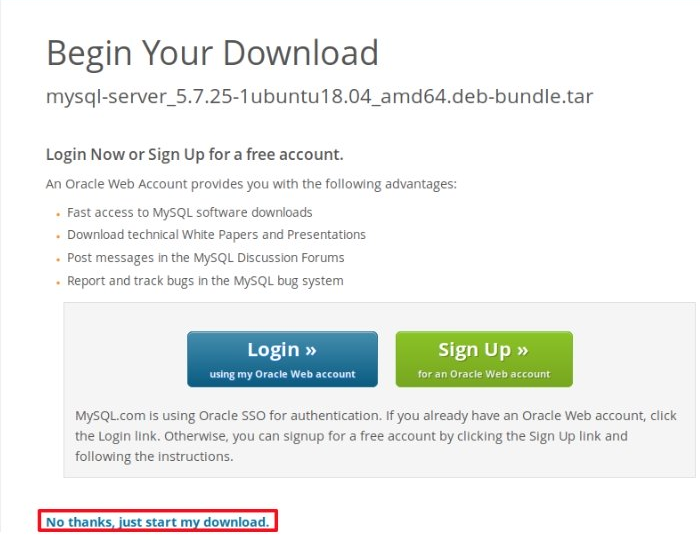 Begin Your Download
mysql-server_5.7.25-1ubuntu18.04_amd64.deb-bundle.tar
Login Now or Sign Up for a free account.
An Oracle Web Account provides you with the following advantages:
Fast access to MySQL software downloads
Download technical White Papers and Presentations
Post messages in the MySQL Discussion Forums
Report and track bugs in the MySQL bug system
Login »
using my Oracle Web account
Sign Up »
for an Oracle Web account
MySQL.com is using Oracle SSO for authentication. If you already have an Oracle Web account, click
the Login link. Otherwise, you can signup for a free account by clicking the Sign Up link and
following the instructions.
No thanks, just start my download.